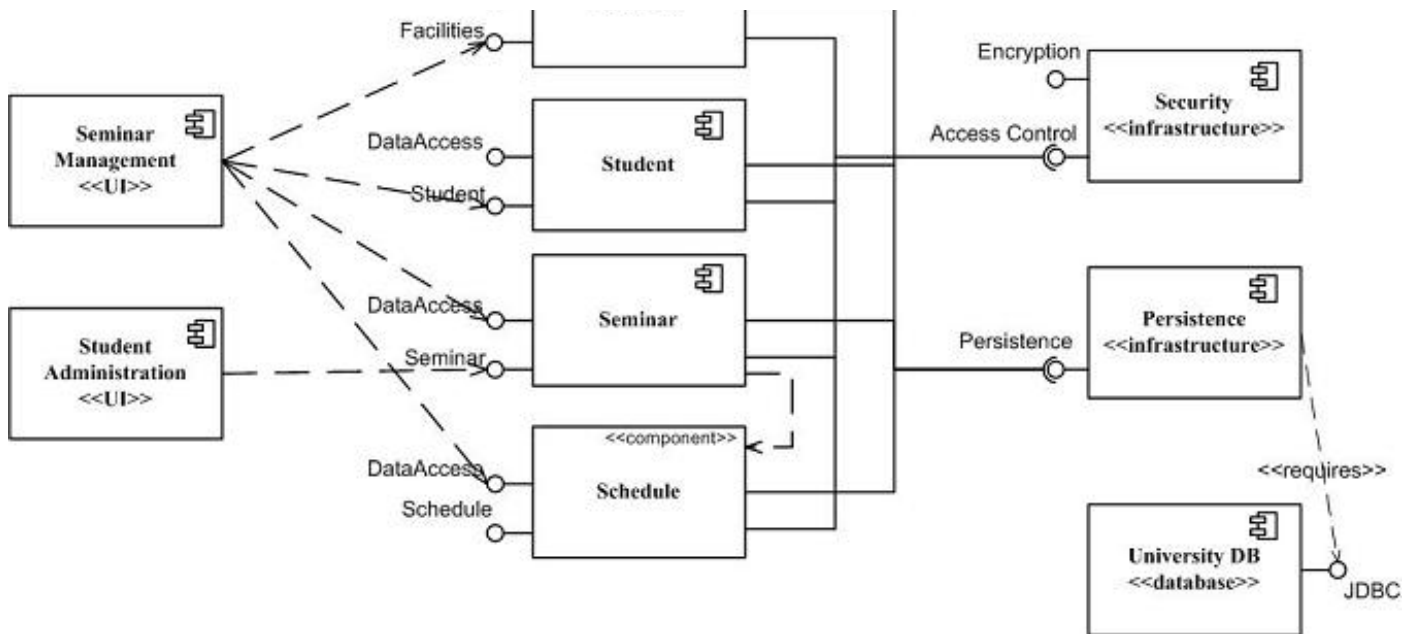 Facilities
Encryption
Seminar
Management
<<UI>>
Security
<<infrastructure>>
DataAccess
Student
Access Control
Student
DataAccess
Seminar
Persistence
<<infrastructure>>
Student
Administration
<<UI>>
Seminar
Persistence
<<component>>
DataAccess
Schedule
<<requires>>
Schedule
University DB
<<database>>
JDBC